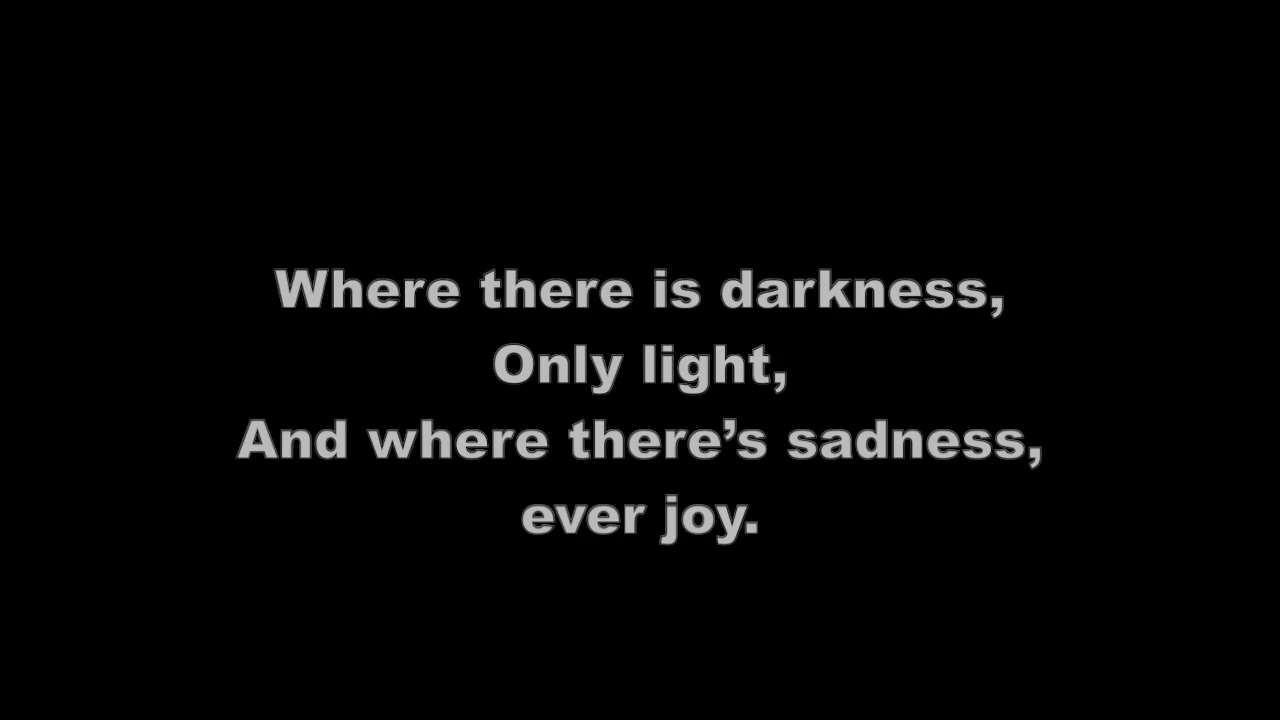 Where there is darkness,
Only light,
And where there’s sadness,
ever joy.